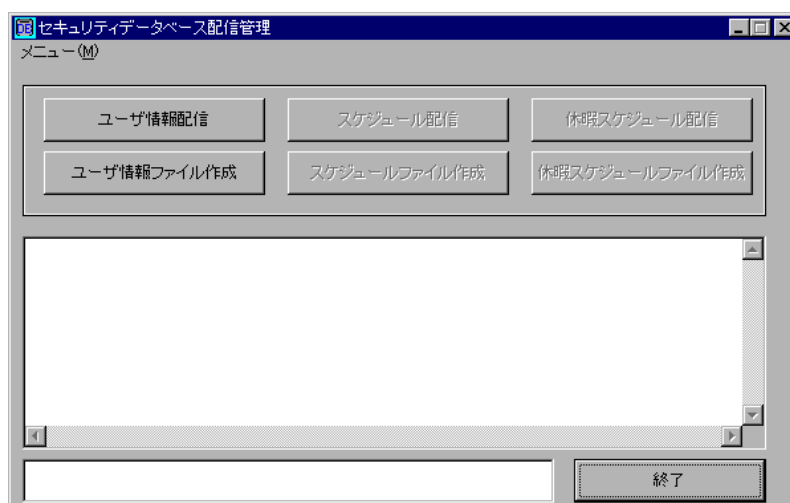 DB セキュリティデータベース配信管理
メニュー(M)
ユーザ情報配信 スケジュール配信 休暇スケジュール配信
ユーザ情報ファイル作成 スケジュールファイル作成 休暇スケジュールファイル作成
終了